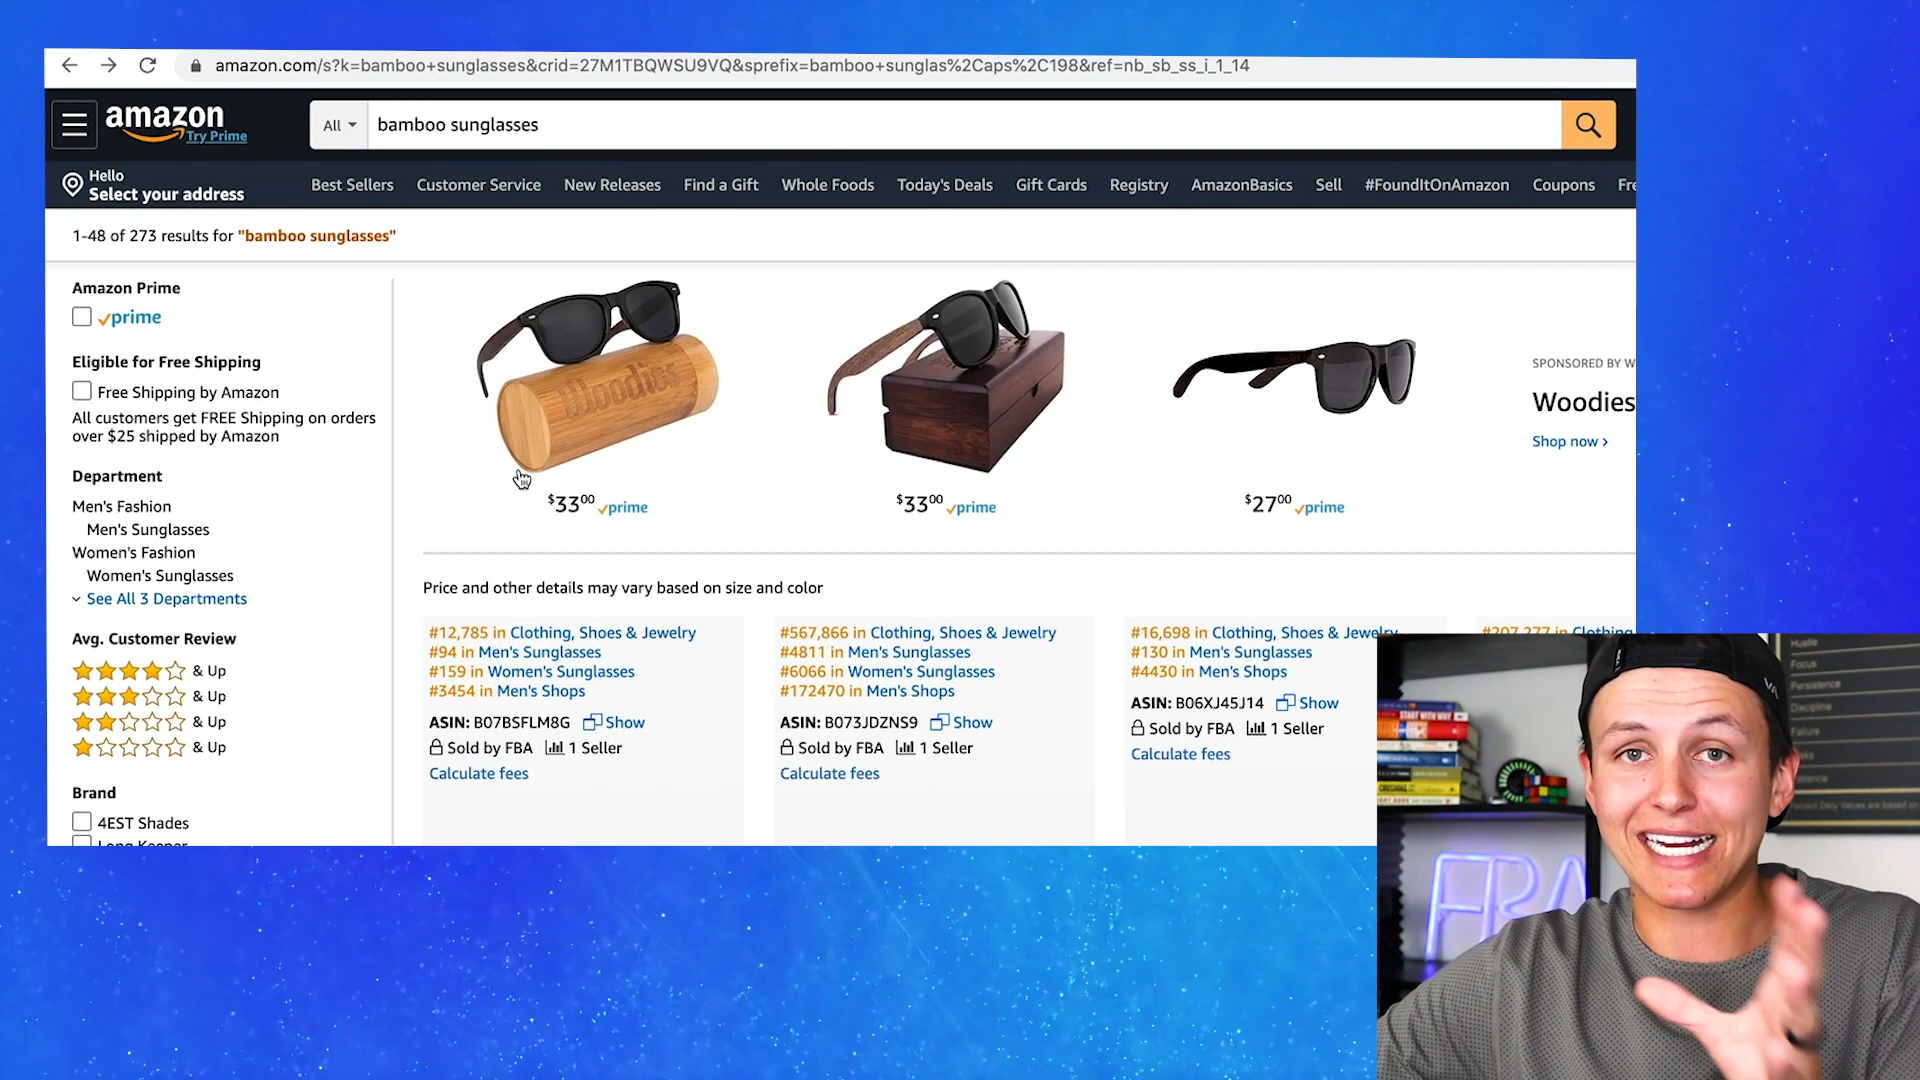 amazon.com/s?k=bamboo+sunglasses&crid=27M1TBQWSU9VQ&sprefix=bamboo+sunglas%2Caps%2C198&ref=nb_sb_ss_i_1_14
amazon
Try Prime
All
bamboo sunglasses
Hello
Select your address
Best Sellers Customer Service New Releases Find a Gift Whole Foods Today's Deals Gift Cards Registry AmazonBasics Sell #FoundItOnAmazon Coupons Fre
1-48 of 273 results for "bamboo sunglasses"
Amazon Prime
prime
Eligible for Free Shipping
Free Shipping by Amazon
All customers get FREE Shipping on orders
over $25 shipped by Amazon
Department
Men's Fashion
Men's Sunglasses
Women's Fashion
Women's Sunglasses
See All 3 Departments
Avg. Customer Review
& Up
& Up
& Up
& Up
Brand
4EST Shades
Long Keeper
Woodies
$33.00 prime
$33.00 prime
$27.00 prime
SPONSORED BY W
Woodies
Shop now ›
Price and other details may vary based on size and color
#12,785 in Clothing, Shoes & Jewelry
#94 in Men's Sunglasses
#159 in Women's Sunglasses
#3454 in Men's Shops
ASIN: B07BSFLM8G Show
Sold by FBA 1 Seller
Calculate fees
#567,866 in Clothing, Shoes & Jewelry
#4811 in Men's Sunglasses
#6066 in Women's Sunglasses
#172470 in Men's Shops
ASIN: B073JDZNS9 Show
Sold by FBA 1 Seller
Calculate fees
#16,698 in Clothing, Shoes & Jewelry
#130 in Men's Sunglasses
#4430 in Men's Shops
ASIN: B06XJ45J14 Show
Sold by FBA 1 Seller
Calculate fees
#207,277 in Clothing
START WITH WHY
CRUSHING IT!
FBA
Hustle
Focus
Persistence
Discipline
Failure